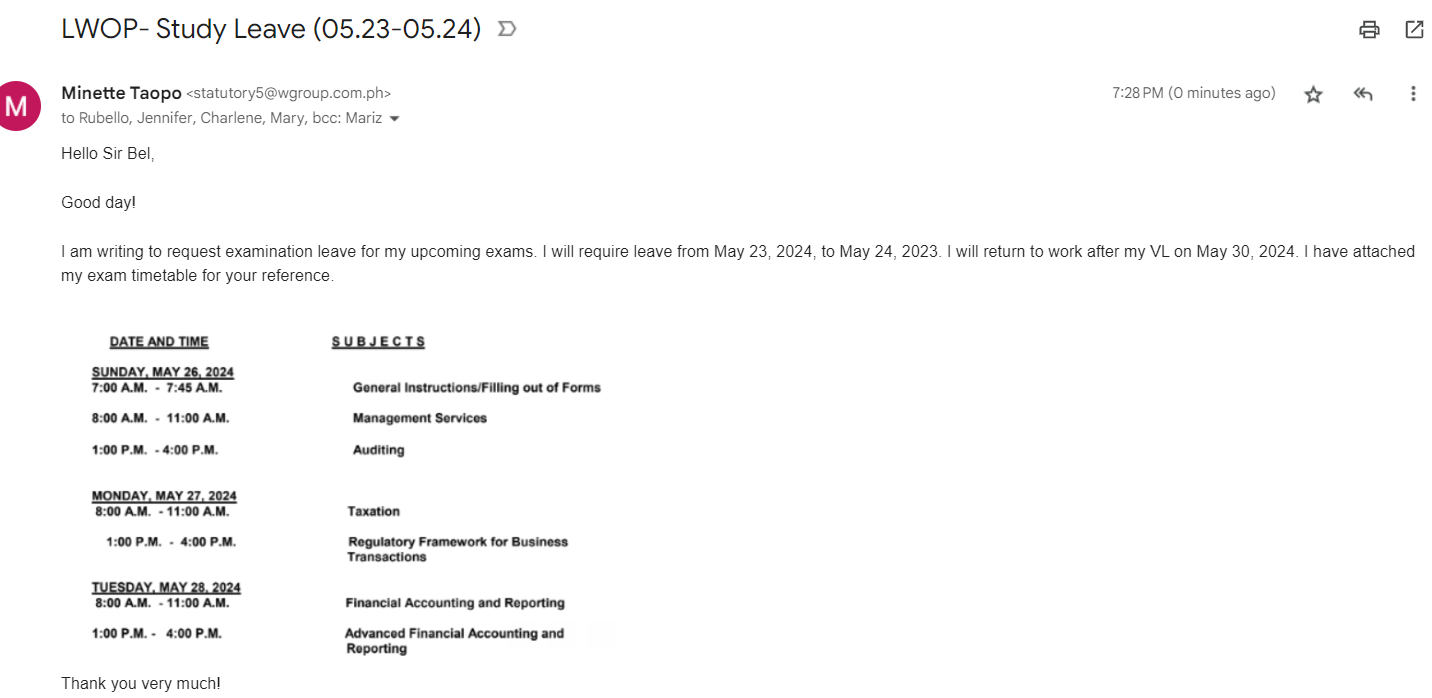 LWOP- Study Leave (05.23-05.24)
M
Minette Taopo <statutory5@wgroup.com.ph>
7:28 PM (0 minutes ago)
to Rubello, Jennifer, Charlene, Mary, bcc: Mariz
Hello Sir Bel,
Good day!
I am writing to request examination leave for my upcoming exams. I will require leave from May 23, 2024, to May 24, 2023. I will return to work after my VL on May 30, 2024. I have attached
my exam timetable for your reference.
DATE AND TIME SUBJECTS
SUNDAY, MAY 26, 2024
7:00 A.M. - 7:45 A.M. General Instructions/Filling out of Forms
8:00 A.M. - 11:00 A.M. Management Services
1:00 P.M. - 4:00 P.M. Auditing
MONDAY, MAY 27, 2024
8:00 A.M. - 11:00 A.M. Taxation
1:00 P.M. - 4:00 P.M. Regulatory Framework for Business
Transactions
TUESDAY, MAY 28, 2024
8:00 A.M. - 11:00 A.M. Financial Accounting and Reporting
1:00 P.M. - 4:00 P.M. Advanced Financial Accounting and
Reporting
Thank you very much!